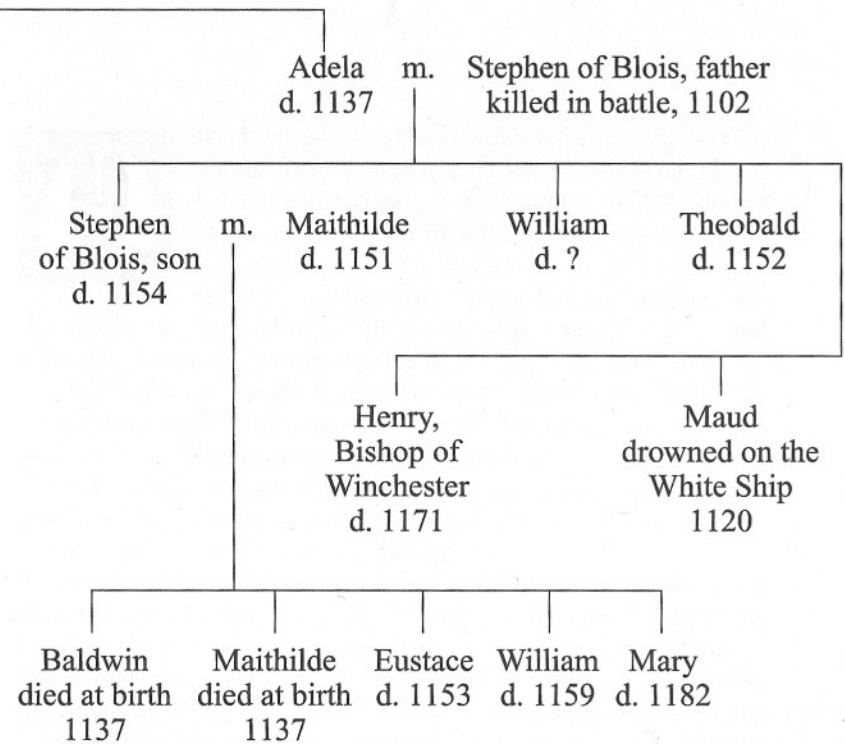 Adela m. Stephen of Blois, father
d. 1137 killed in battle, 1102
Stephen m. Maithilde William Theobald
of Blois, son d. 1151 d. ? d. 1152
d. 1154
Henry, Maud
Bishop of drowned on the
Winchester White Ship
d. 1171 1120
Baldwin Maithilde Eustace William Mary
died at birth died at birth d. 1153 d. 1159 d. 1182
1137 1137